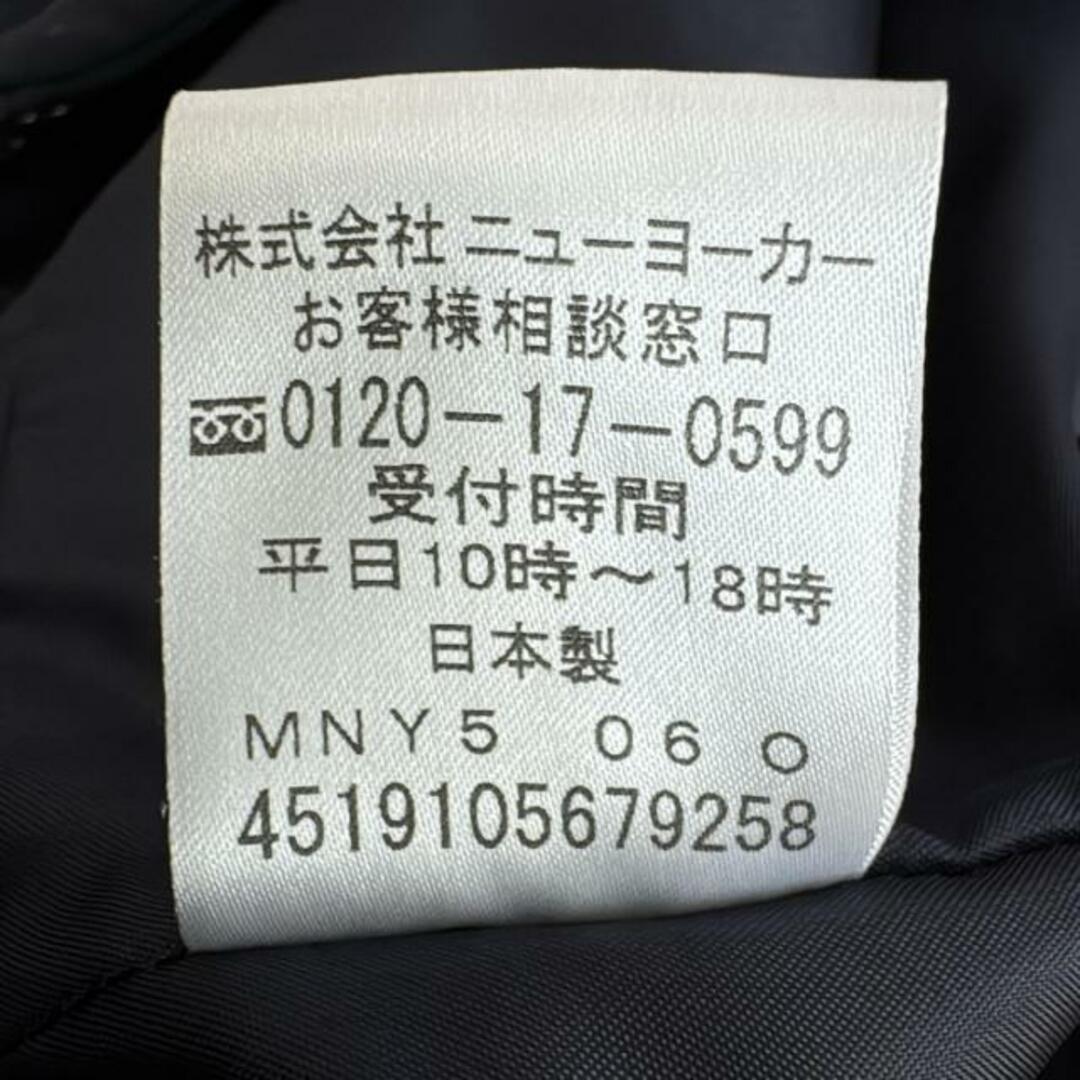 株式会社 ニューヨーカー
お客様相談窓口
0120-17-0599
受付時間
平日10時～18時
日本製
MNY5 060
4519105679258